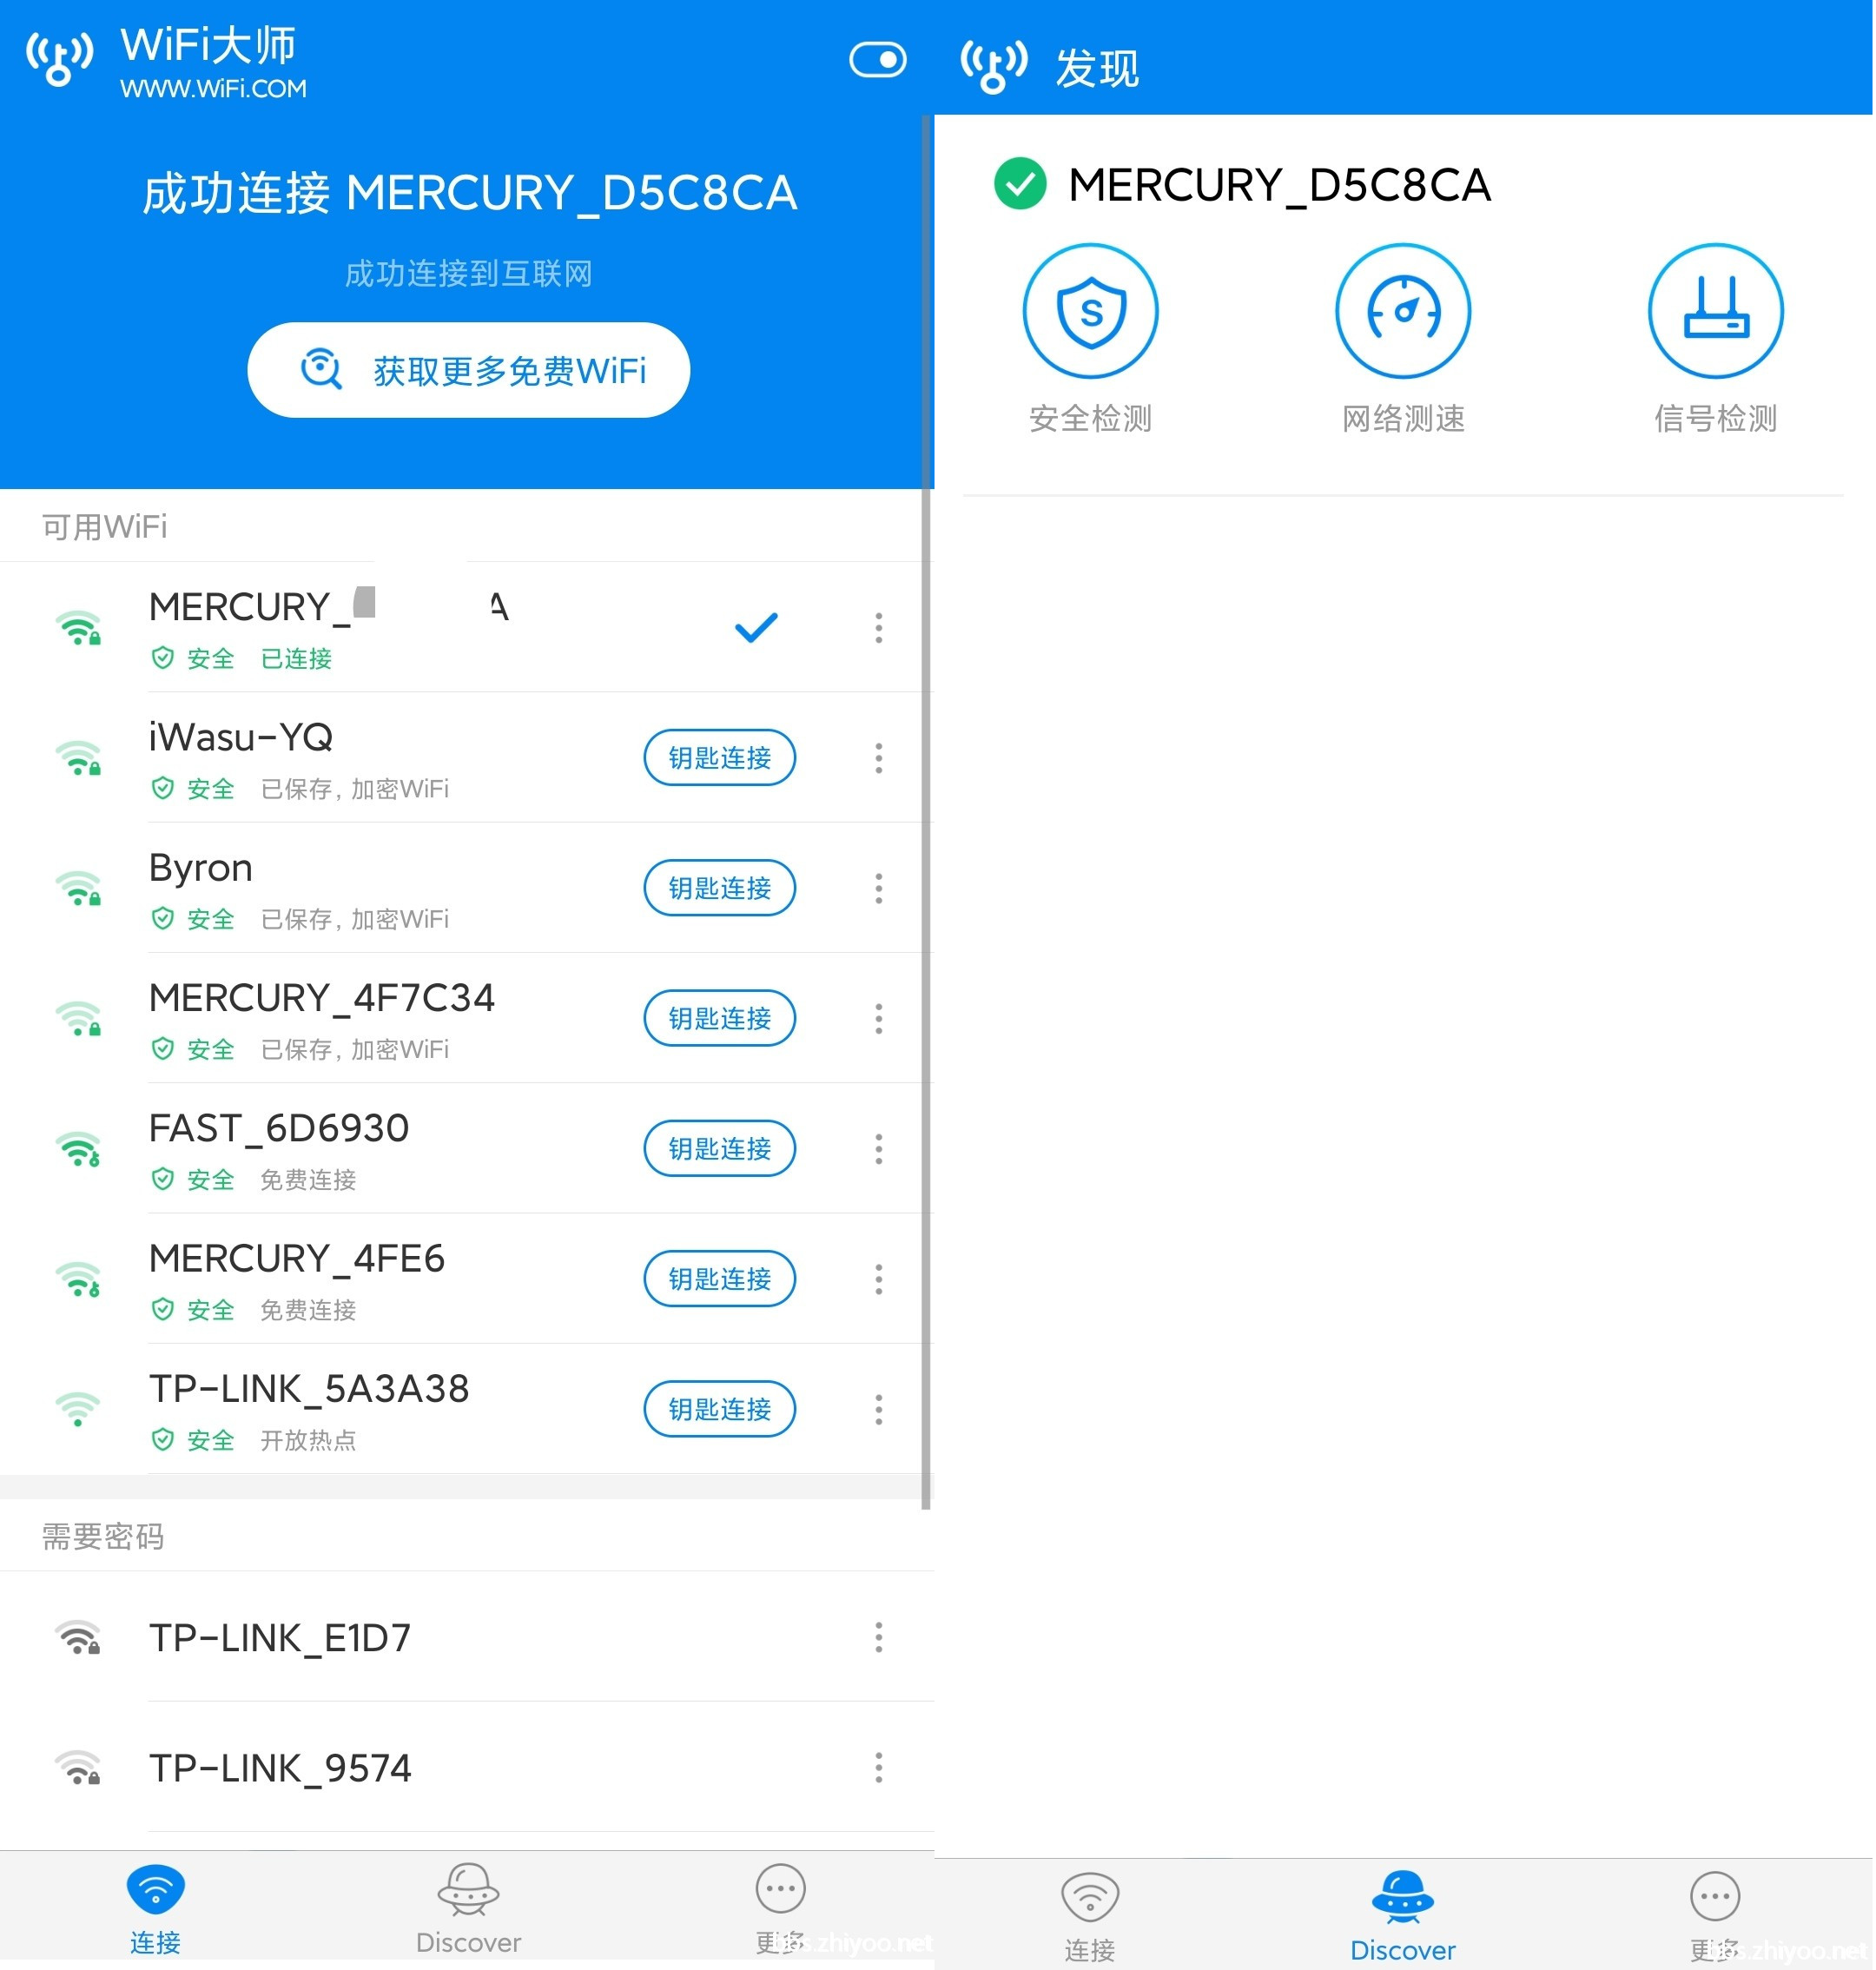 WiFi大师
WWW.WiFi.COM
成功连接 MERCURY_D5C8CA
成功连接到互联网
获取更多免费WiFi
可用WiFi
MERCURY_ A
安全 已连接
iWasu-YQ
安全 已保存, 加密WiFi
钥匙连接
Byron
安全 已保存, 加密WiFi
钥匙连接
MERCURY_4F7C34
安全 已保存, 加密WiFi
钥匙连接
FAST_6D6930
安全 免费连接
钥匙连接
MERCURY_4FE6
安全 免费连接
钥匙连接
TP-LINK_5A3A38
安全 开放热点
钥匙连接
需要密码
TP-LINK_E1D7
TP-LINK_9574
连接 Discover 更多
bbs.zhiyoo.net
发现
MERCURY_D5C8CA
S
安全检测 网络测速 信号检测
连接 Discover 更多
bbs.zhiyoo.net